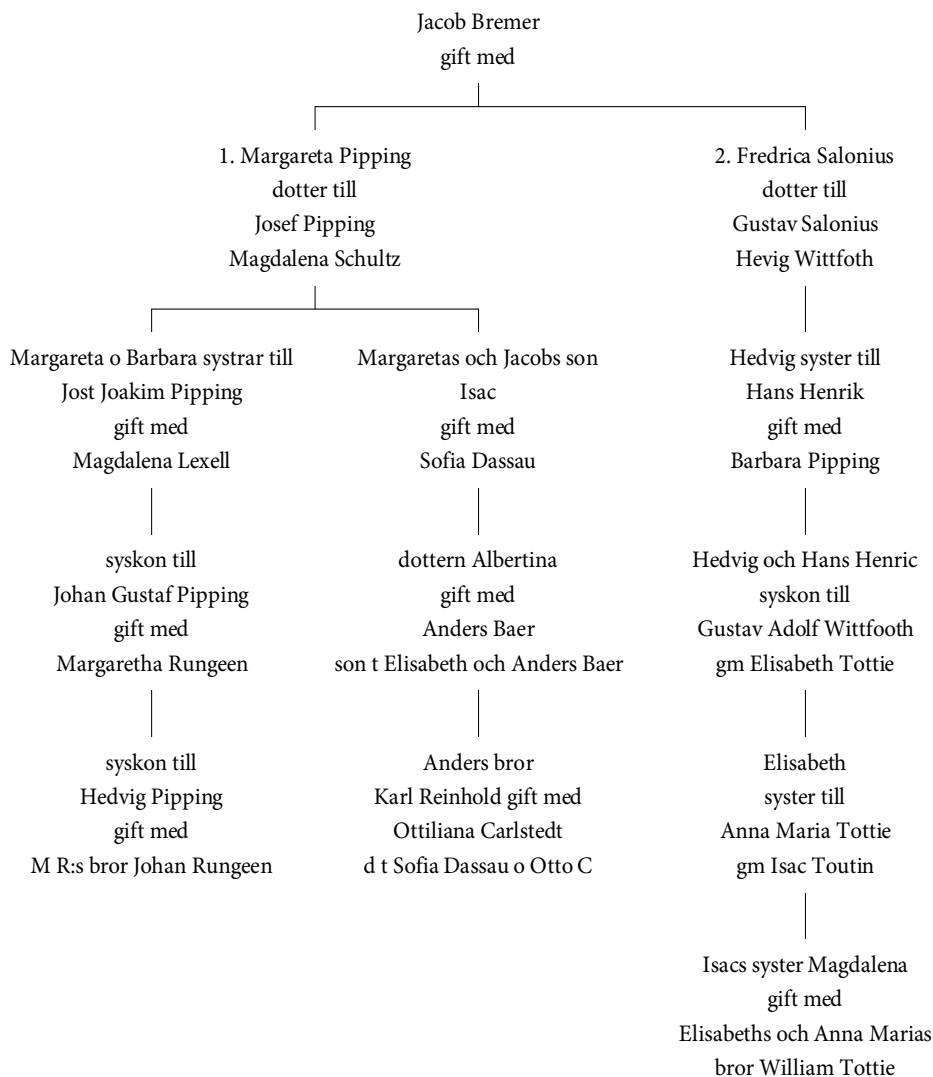 Jacob Bremer
gift med
1. Margareta Pipping
dotter till
Josef Pipping
Magdalena Schultz
2. Fredrica Salonius
dotter till
Gustav Salonius
Hevig Wittfoth
Margareta o Barbara systrar till
Jost Joakim Pipping
gift med
Magdalena Lexell
Margaretas och Jacobs son
Isac
gift med
Sofia Dassau
Hedvig syster till
Hans Henrik
gift med
Barbara Pipping
syskon till
Johan Gustaf Pipping
gift med
Margaretha Rungeen
dottern Albertina
gift med
Anders Baer
son t Elisabeth och Anders Baer
Hedvig och Hans Henric
syskon till
Gustav Adolf Wittfooth
gm Elisabeth Tottie
syskon till
Hedvig Pipping
gift med
M R:s bror Johan Rungeen
Anders bror
Karl Reinhold gift med
Ottiliana Carlstedt
d t Sofia Dassau o Otto C
Elisabeth
syster till
Anna Maria Tottie
gm Isac Toutin
Isacs syster Magdalena
gift med
Elisabeths och Anna Marias
bror William Tottie